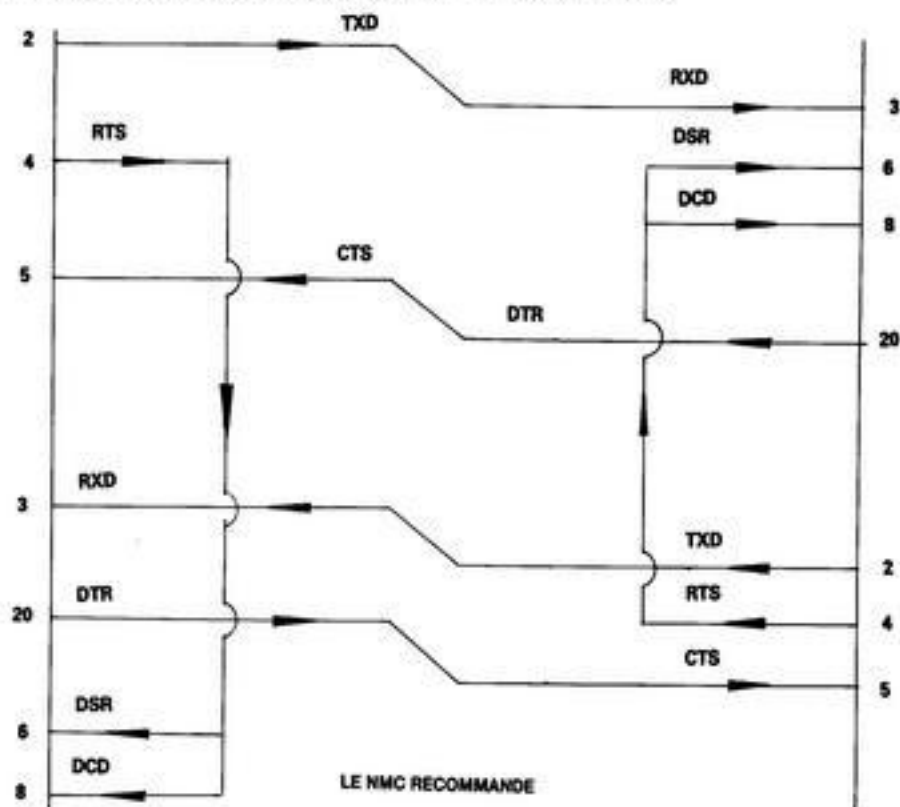 TXD
2
RXD
3
RTS
DSR
4
6
DCD
8
CTS
5
DTR
20
RXD
3
TXD
2
DTR
RTS
20
4
CTS
5
DSR
6
DCD
LE NMC RECOMMANDE
8